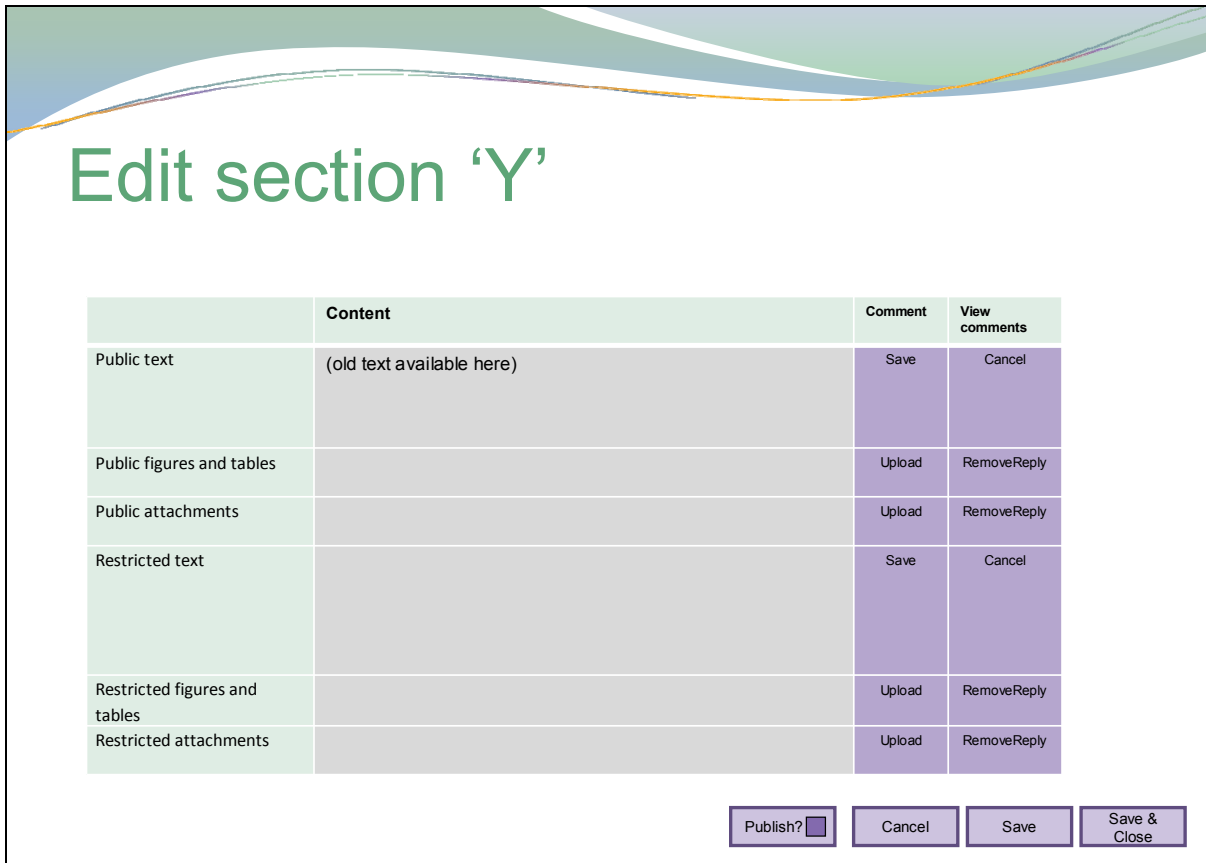 Edit section ‘Y’
Content Comment View
comments
Public text (old text available here) Save Cancel
Public figures and tables Upload RemoveReply
Public attachments Upload RemoveReply
Restricted text Save Cancel
Restricted figures and Upload RemoveReply
tables
Restricted attachments Upload RemoveReply
Publish? Cancel Save Save &
Close